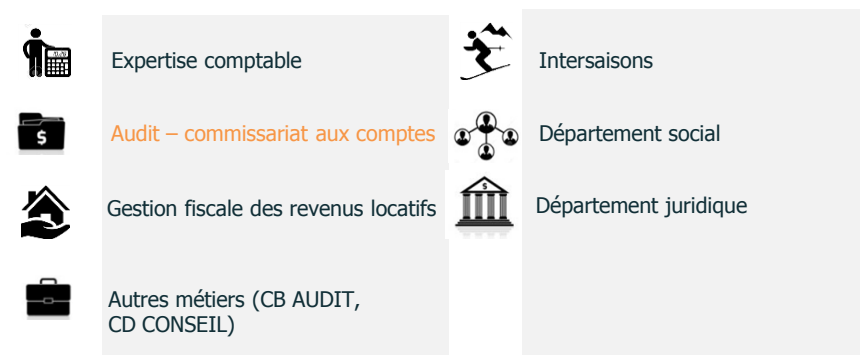 Expertise comptable
Audit – commissariat aux comptes
Gestion fiscale des revenus locatifs
Autres métiers (CB AUDIT,
CD CONSEIL)
Intersaisons
Département social
Département juridique